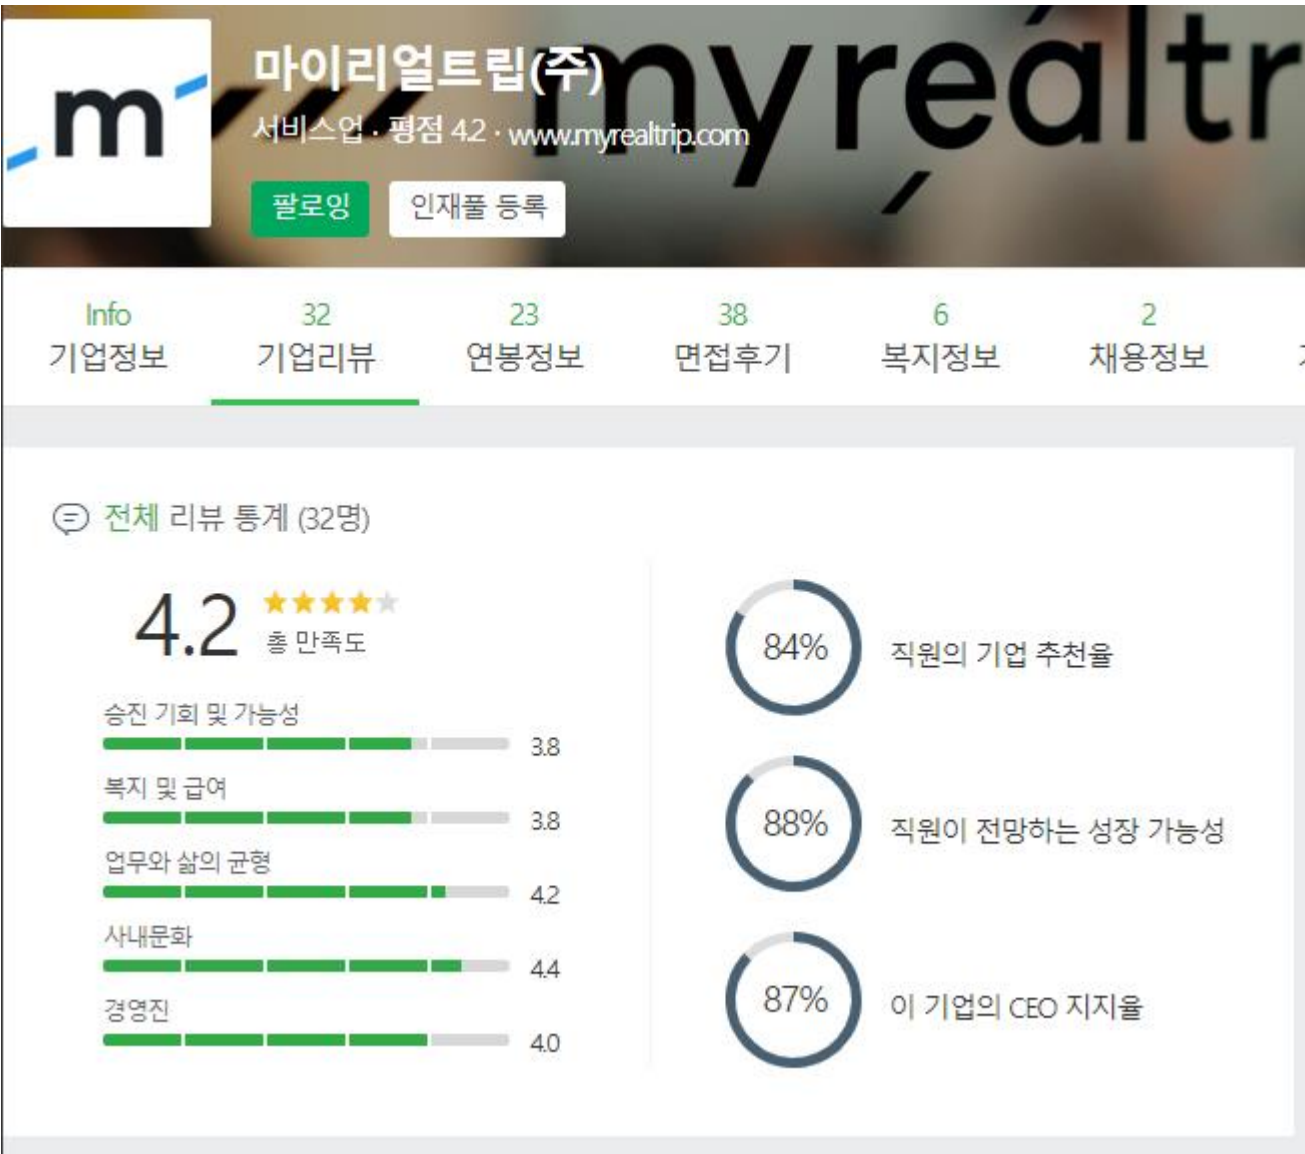 m
myrealtr
마이리얼트립(주)
서비스업 · 평점 4.2 · www.myrealtrip.com
팔로잉 인재풀 등록
Info 32 23 38 6 2
기업정보 기업리뷰 연봉정보 면접후기 복지정보 채용정보
전체 리뷰 통계 (32명)
4.2
총 만족도
승진 기회 및 가능성
3.8
복지 및 급여
3.8
업무와 삶의 균형
4.2
사내문화
4.4
경영진
4.0
84% 직원의 기업 추천율
88% 직원이 전망하는 성장 가능성
87% 이 기업의 CEO 지지율